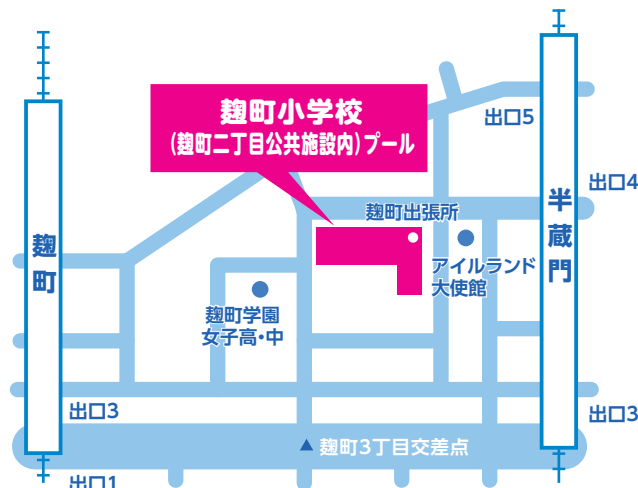 麹町小学校
(麹町二丁目公共施設内)プール
出口5
出口4
麹町出張所
半蔵門
麹町
アイルランド
大使館
麹町学園
女子高・中
出口3
出口3
麹町3丁目交差点
出口1